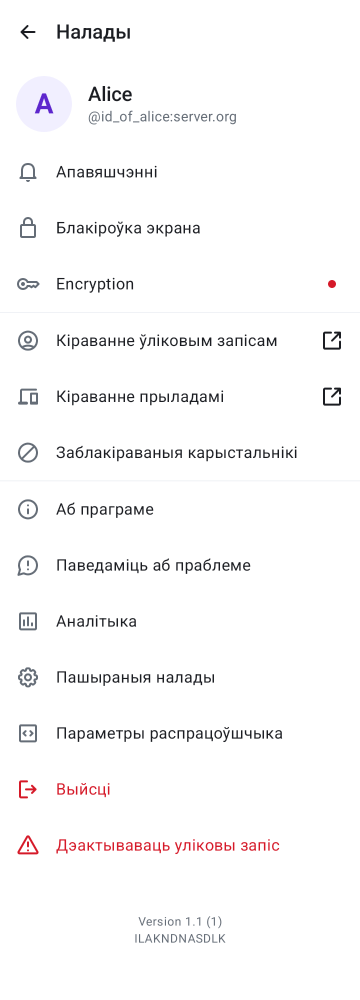 Налады
A
Alice
@id_of_alice:server.org
Апавяшчэнні
Блакіроўка экрана
Encryption
Кіраванне ўліковым запісам
Кіраванне прыладамі
Заблакіраваныя карыстальнікі
Аб праграме
Паведаміць аб праблеме
Аналітыка
Пашыраныя налады
Параметры распрацоўшчыка
Выйсці
Дэактываваць уліковы запіс
Version 1.1 (1)
ILAKNDNASDLK